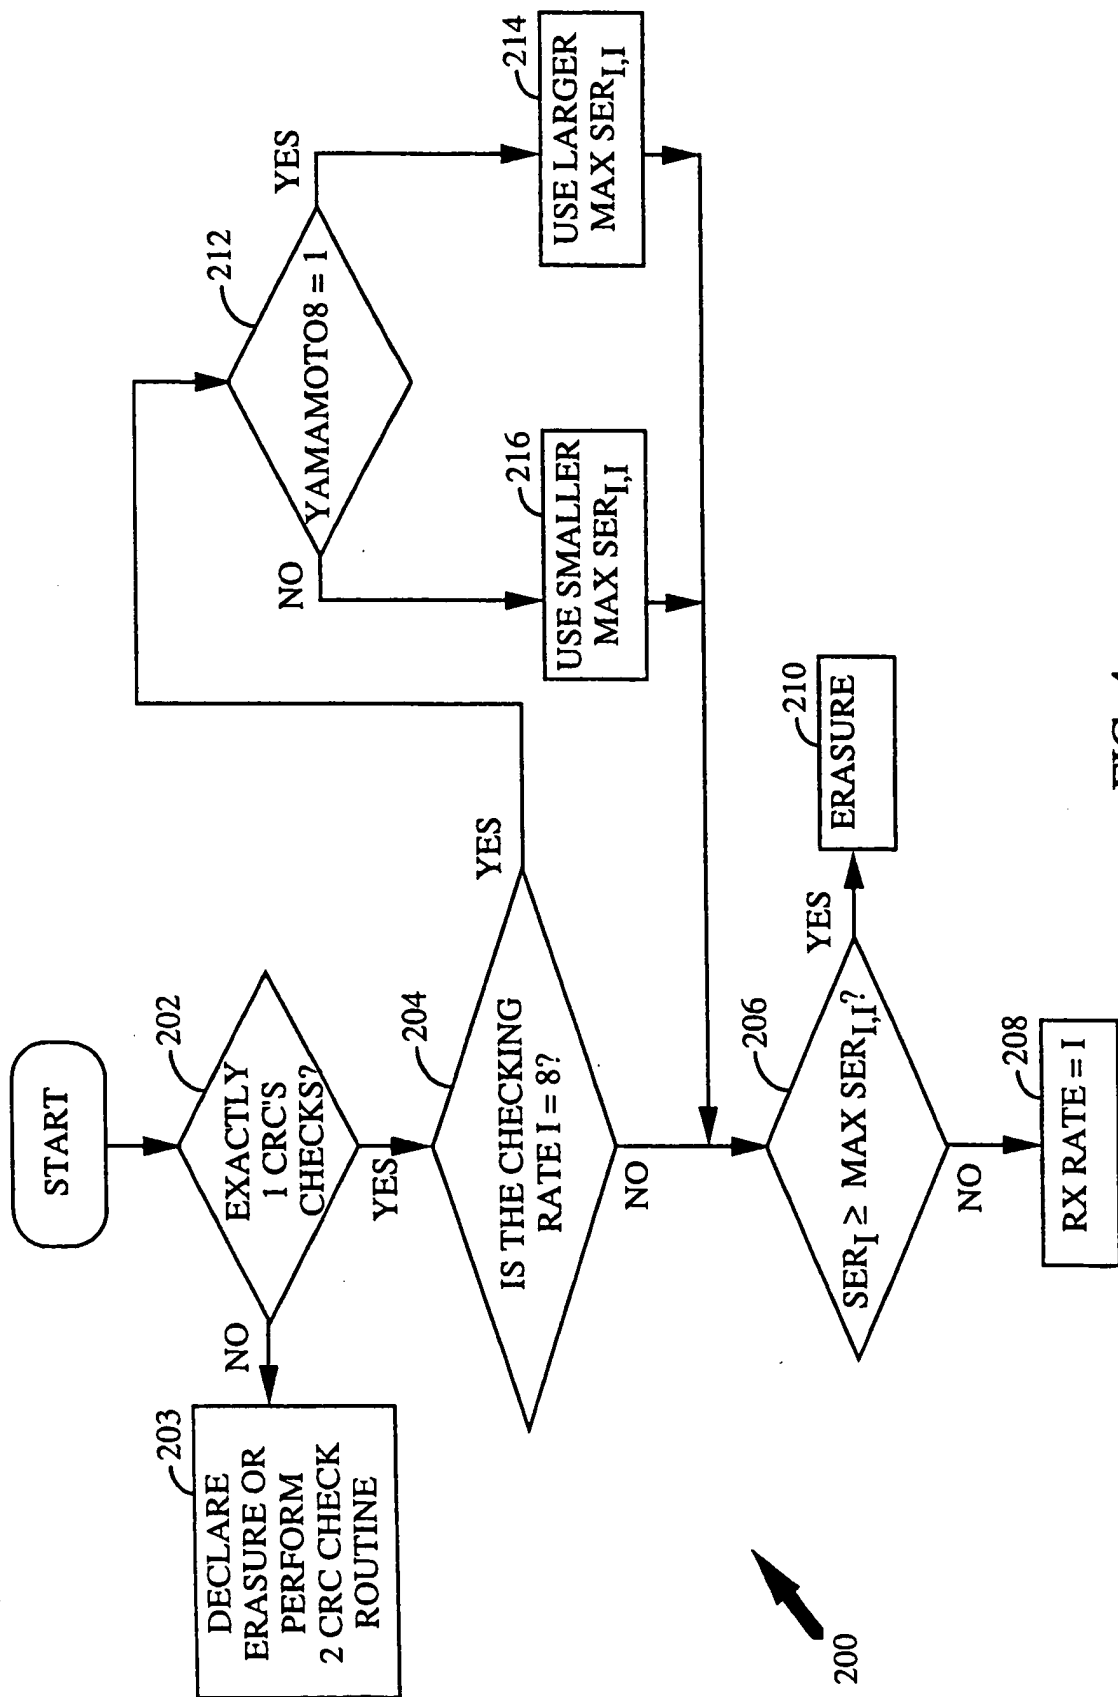 START
202
EXACTLY
1 CRC'S
CHECKS?
NO
YES
203
DECLARE
ERASURE OR
PERFORM
2 CRC CHECK
ROUTINE
204
IS THE CHECKING
RATE I = 8?
YES
NO
212
YAMAMOTO8 = 1
NO
YES
216
USE SMALLER
MAX SER_I,I
214
USE LARGER
MAX SER_I,I
206
SER_I ≥ MAX SER_I,I?
YES
NO
210
ERASURE
208
RX RATE = I
200